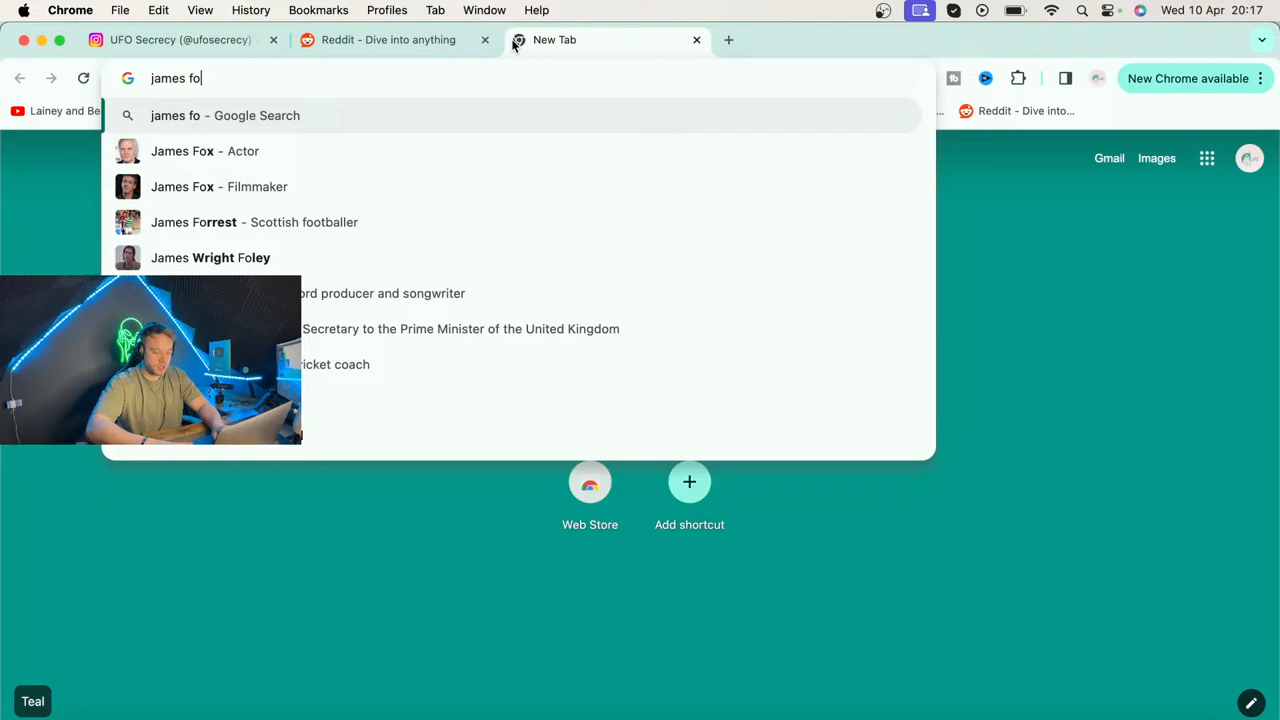 Chrome File Edit View History Bookmarks Profiles Tab Window Help Wed 10 Apr 20:17
UFO Secrecy (@ufosecrecy) Reddit - Dive into anything New Tab
james fo New Chrome available
Lainey and Be ... Reddit - Dive into...
james fo - Google Search
James Fox - Actor
Gmail Images
James Fox - Filmmaker
James Forrest - Scottish footballer
James Wright Foley
ord producer and songwriter
Secretary to the Prime Minister of the United Kingdom
ricket coach
Web Store Add shortcut
Teal